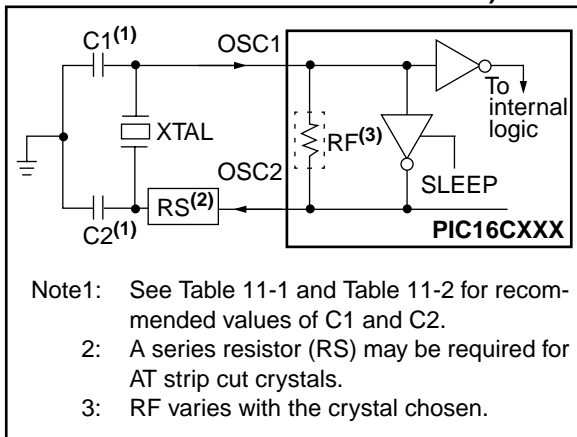 C1(1)
OSC1
To
internal
logic
XTAL
RF(3)
OSC2
SLEEP
RS(2)
C2(1)
PIC16CXXX
Note1: See Table 11-1 and Table 11-2 for recom-
mended values of C1 and C2.
2: A series resistor (RS) may be required for
AT strip cut crystals.
3: RF varies with the crystal chosen.